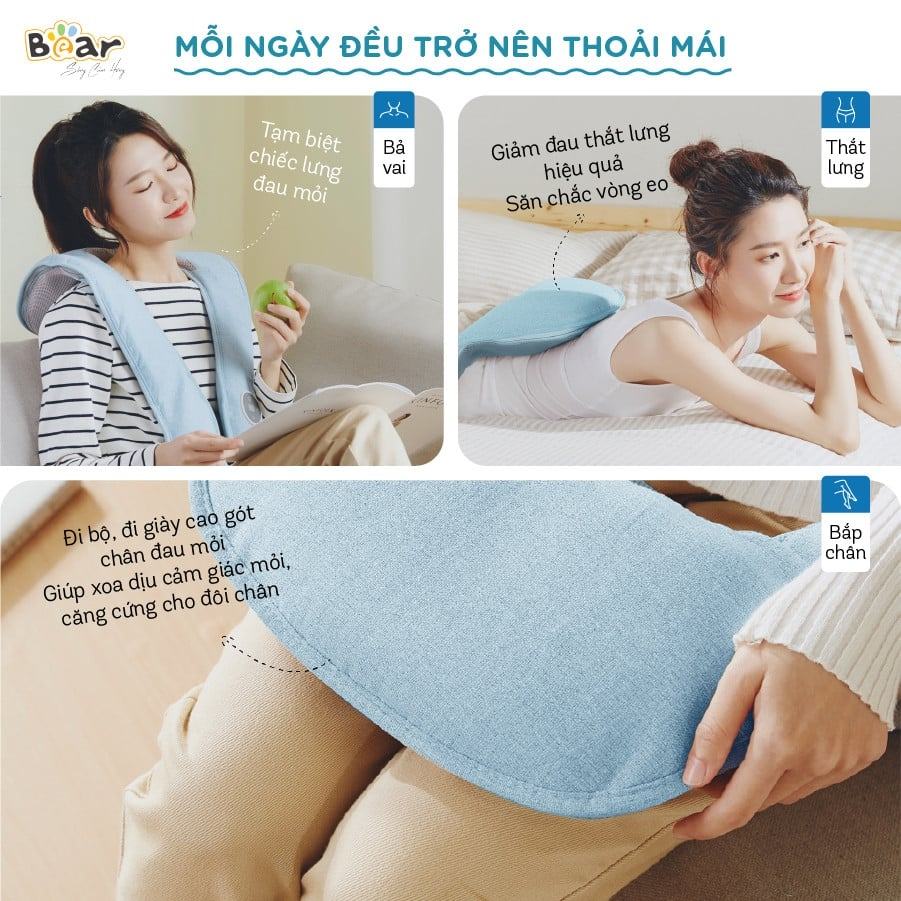 Bear
MỖI NGÀY ĐỀU TRỞ NÊN THOẢI MÁI
Tạm biệt
chiếc lưng
đau mỏi
Bả
vai
Giảm đau thắt lưng
hiệu quả
Săn chắc vòng eo
Thắt
lưng
Đi bộ, đi giày cao gót
chân đau mỏi
Giúp xoa dịu cảm giác mỏi,
căng cứng cho đôi chân
Bắp
chân